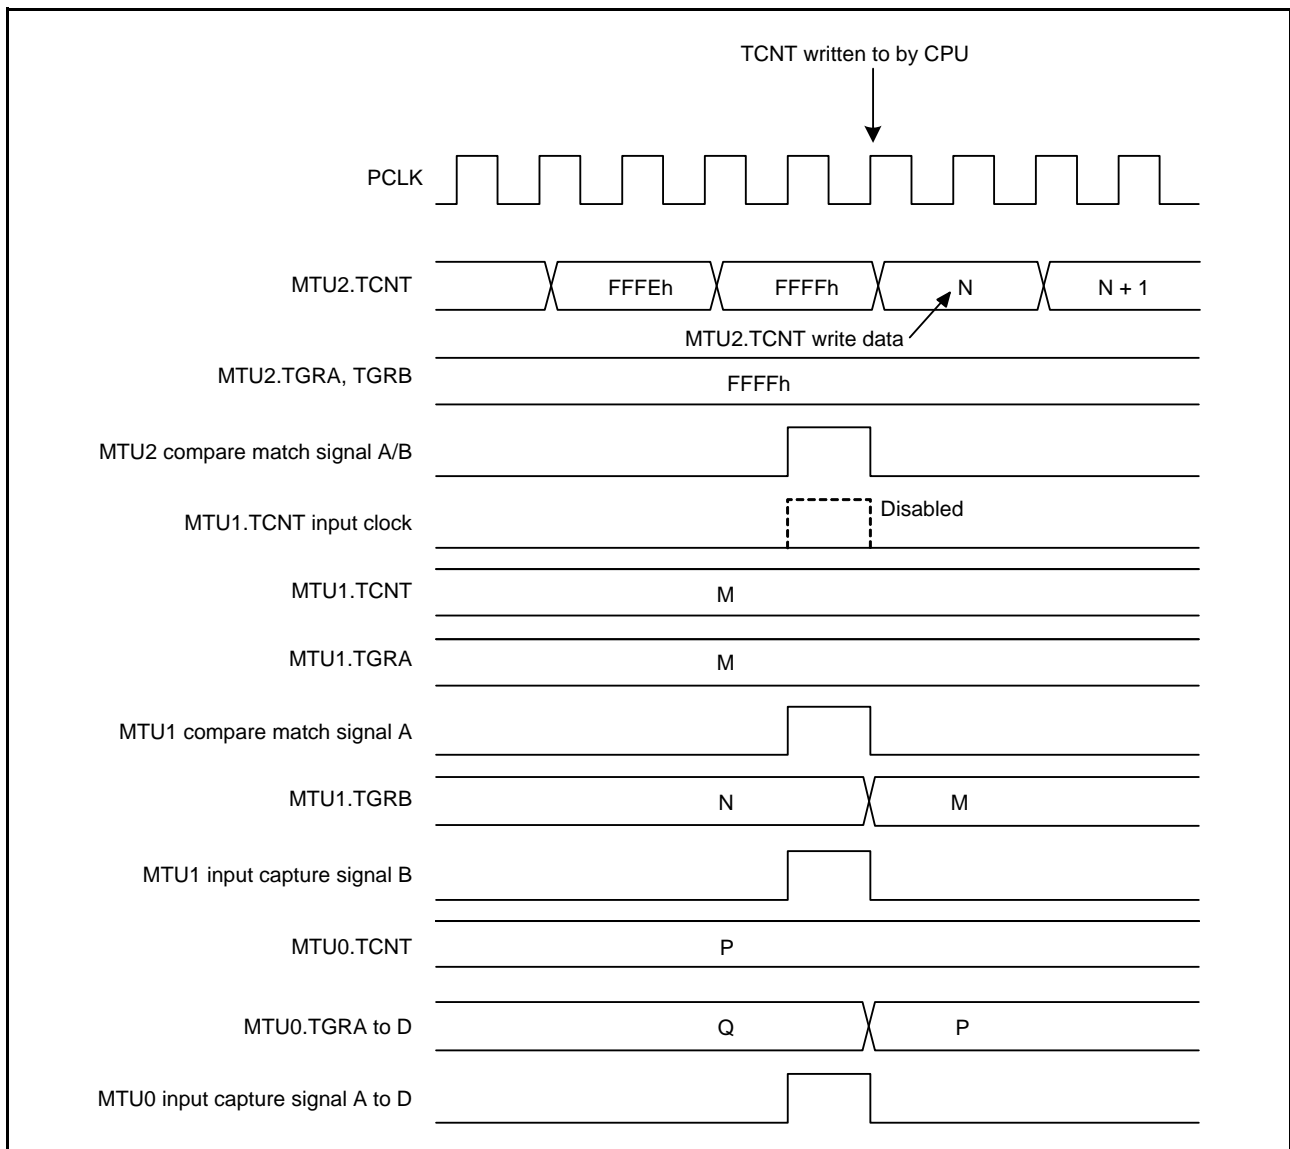 TCNT written to by CPU
PCLK
MTU2.TCNT FFFEh FFFFh N N + 1
MTU2.TCNT write data
MTU2.TGRA, TGRB FFFFh
MTU2 compare match signal A/B
MTU1.TCNT input clock Disabled
MTU1.TCNT M
MTU1.TGRA M
MTU1 compare match signal A
MTU1.TGRB N M
MTU1 input capture signal B
MTU0.TCNT P
MTU0.TGRA to D Q P
MTU0 input capture signal A to D